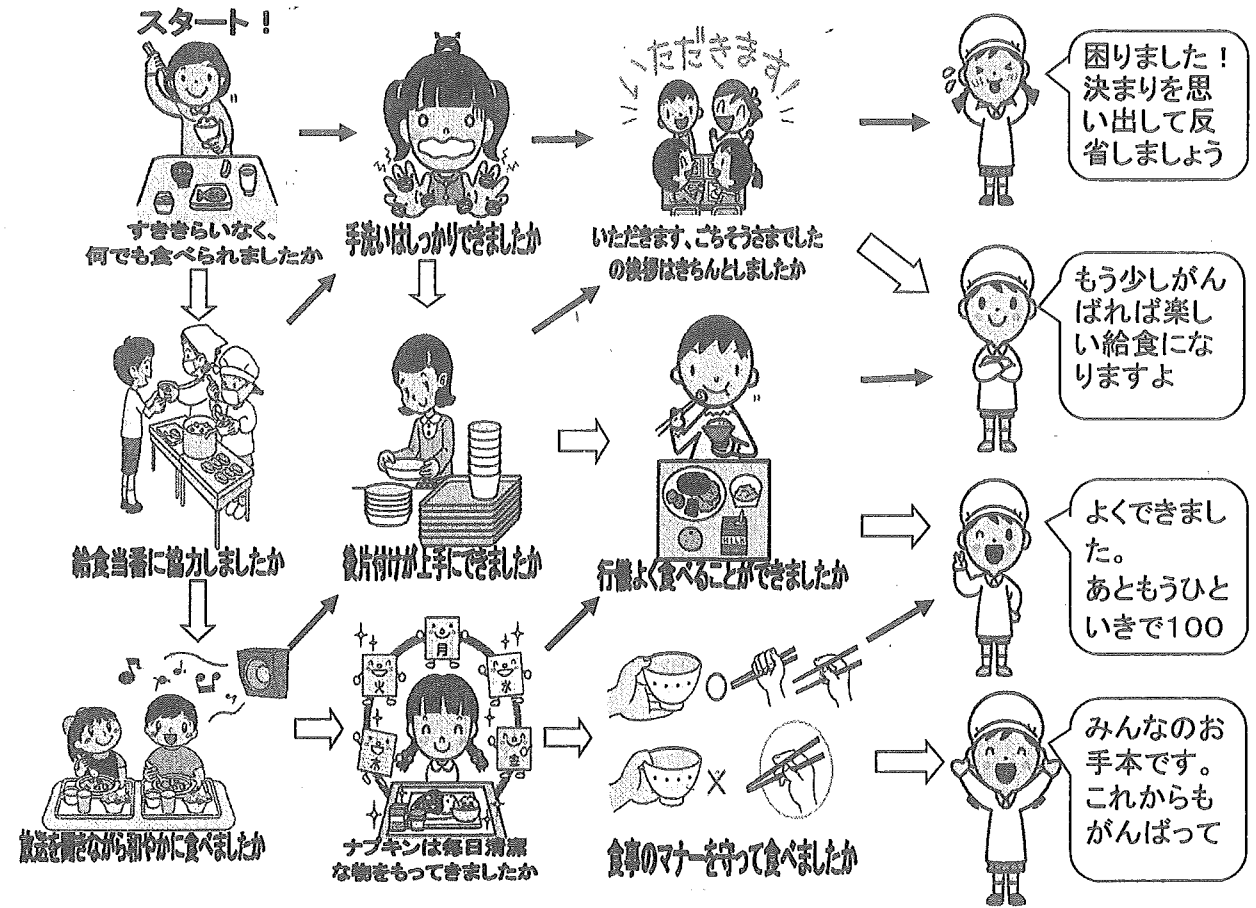 スタート！
すききらいなく、
何でも食べられましたか
手洗いはしっかりできましたか
いただきます
いただきます、ごちそうさまでした
の挨拶はきちんとしましたか
困りました！
決まりを思
い出して反
省しましょう
給食当番に協力しましたか
後片付けが上手にできましたか
MILK
行儀よく食べることができましたか
もう少しがん
ばれば楽し
い給食にな
りますよ
放送を聞きながら和やかに食べましたか
月
火
水
木
金
ナプキンは毎日清潔
な物をもってきましたか
○
×
食事のマナーを守って食べましたか
よくできまし
た。
あともうひと
いきで100
みんなのお
手本です。
これからも
がんばって